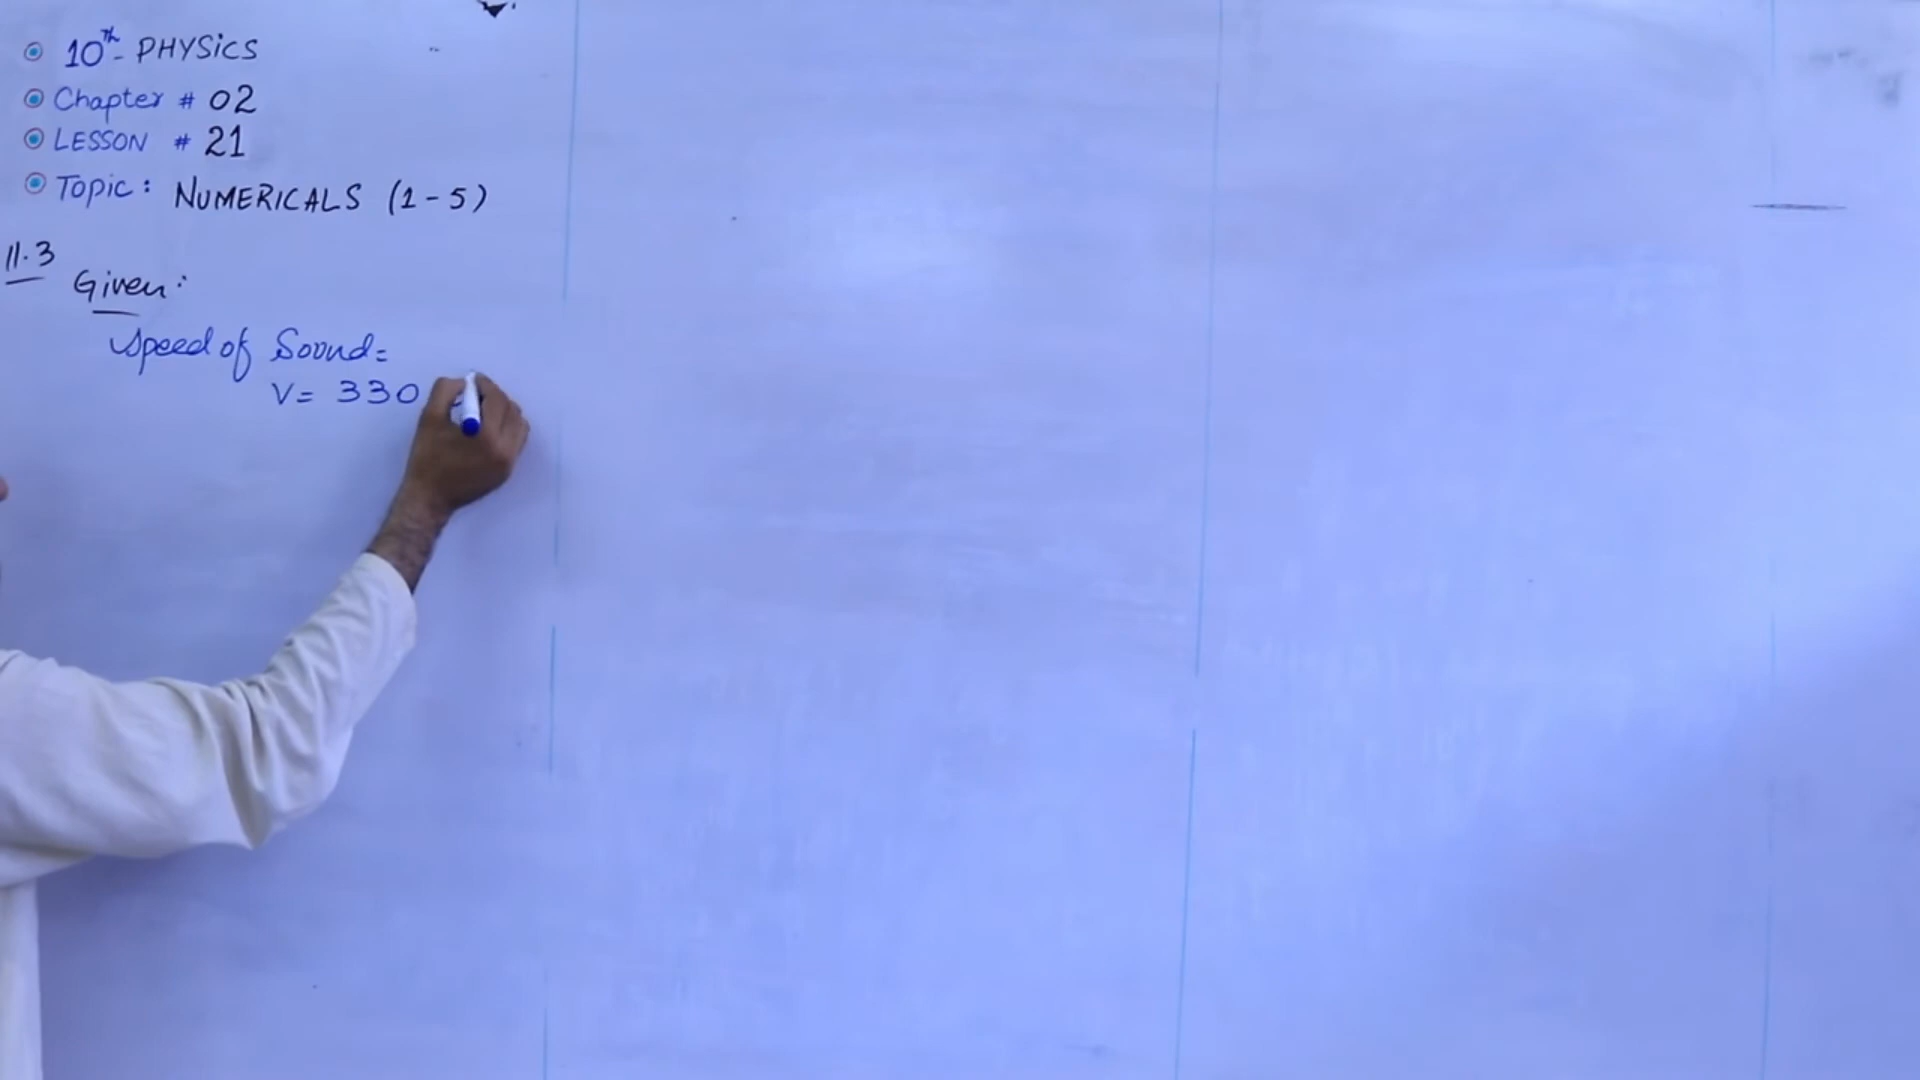 10th - PHYSICS
Chapter # 02
LESSON # 21
Topic: NUMERICALS (1-5)
11.3
Given:
Speed of Sound=
V= 330